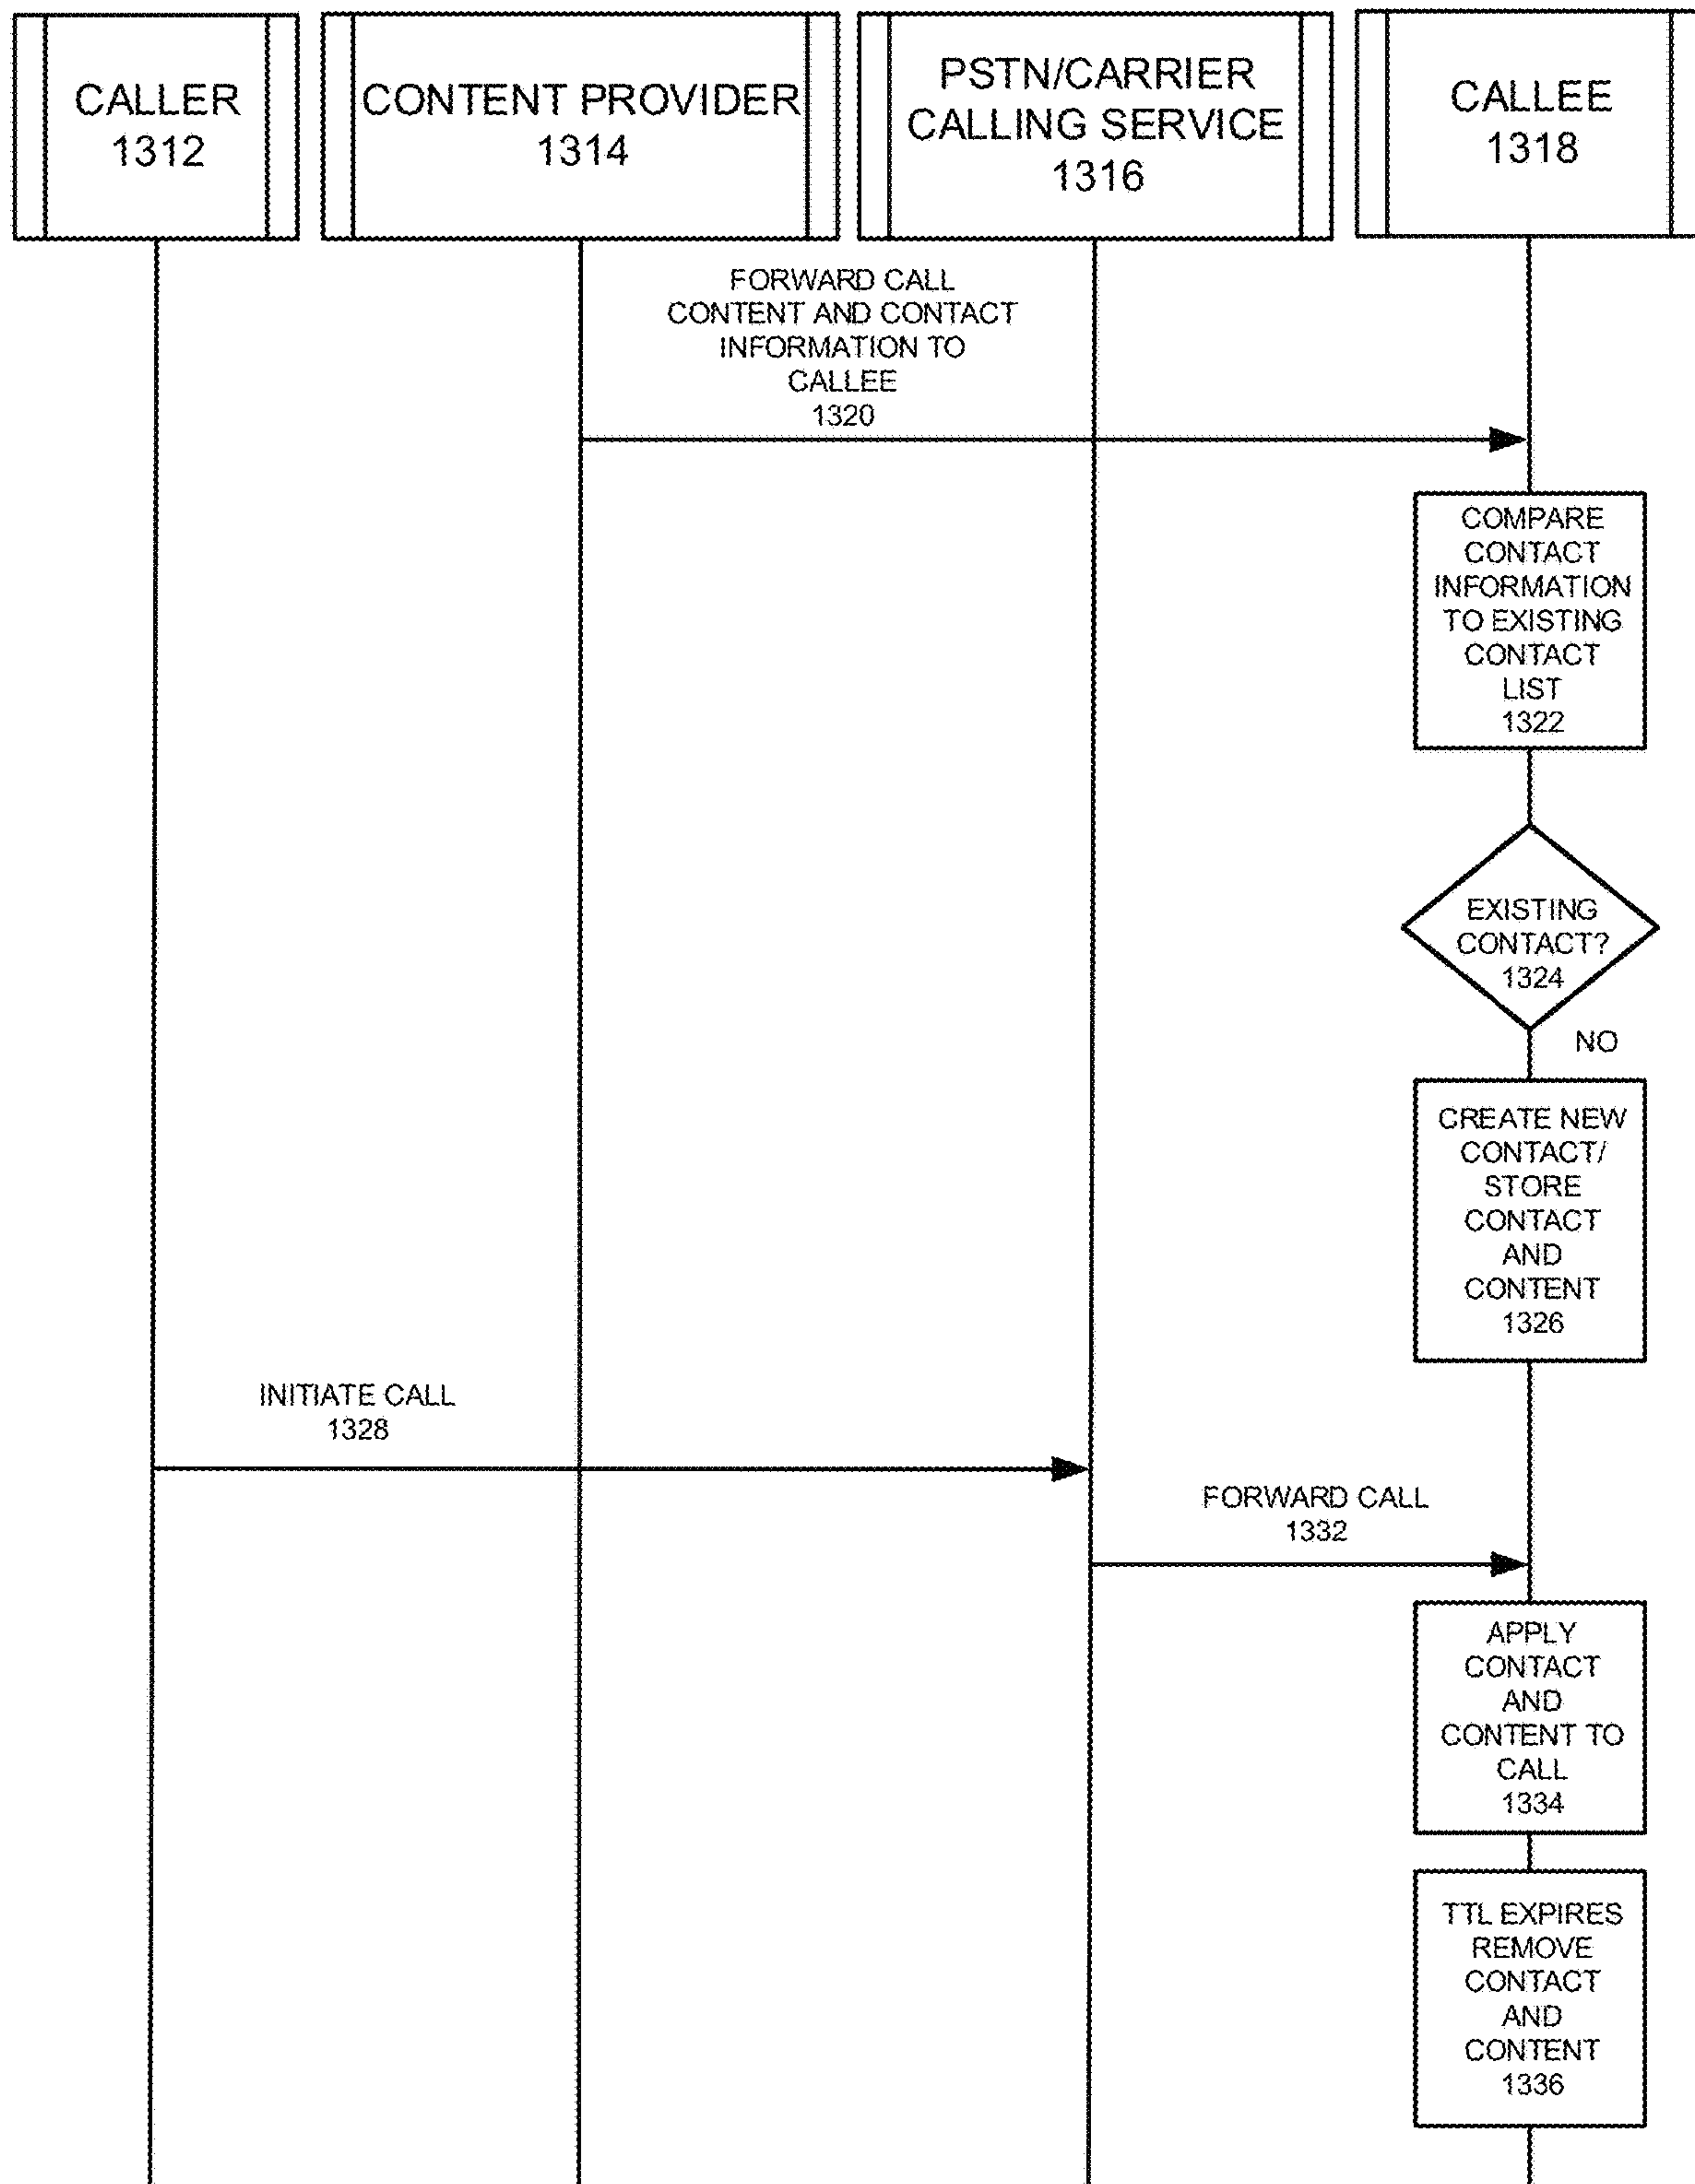 CALLER
1312
CONTENT PROVIDER
1314
PSTN/CARRIER
CALLING SERVICE
1316
CALLEE
1318
FORWARD CALL
CONTENT AND CONTACT
INFORMATION TO
CALLEE
1320
COMPARE
CONTACT
INFORMATION
TO EXISTING
CONTACT
LIST
1322
EXISTING
CONTACT?
1324
NO
CREATE NEW
CONTACT/
STORE
CONTACT
AND
CONTENT
1326
INITIATE CALL
1328
FORWARD CALL
1332
APPLY
CONTACT
AND
CONTENT TO
CALL
1334
TTL EXPIRES
REMOVE
CONTACT
AND
CONTENT
1336